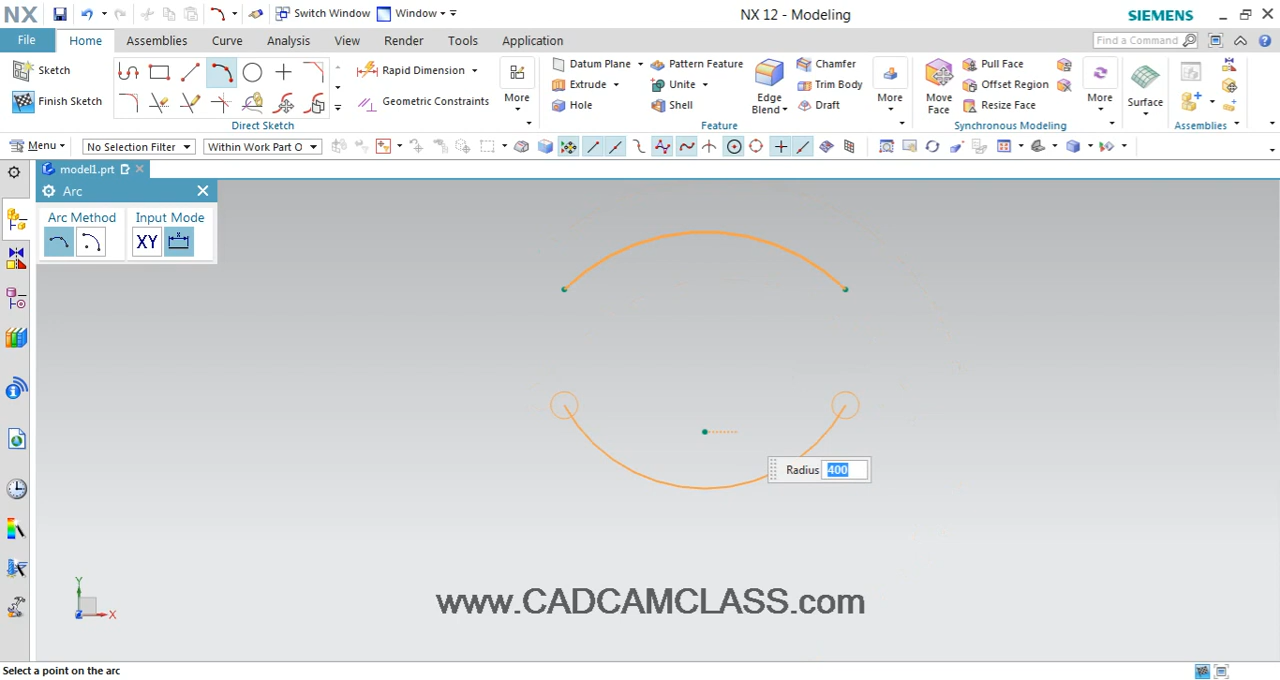 NX Switch Window Window NX 12 - Modeling SIEMENS
File Home Assemblies Curve Analysis View Render Tools Application Find a Command
Sketch Rapid Dimension More Datum Plane Pattern Feature Chamfer Pull Face
Extrude Unite Trim Body Offset Region
Finish Sketch Geometric Constraints Hole Shell Edge Blend Draft More Move Face Resize Face More Surface
Direct Sketch Feature Synchronous Modeling Assemblies
Menu No Selection Filter Within Work Part O
model1.prt
Arc
Arc Method Input Mode
XY
Radius 400
Y
Z X
www.CADCAMCLASS.com
Select a point on the arc